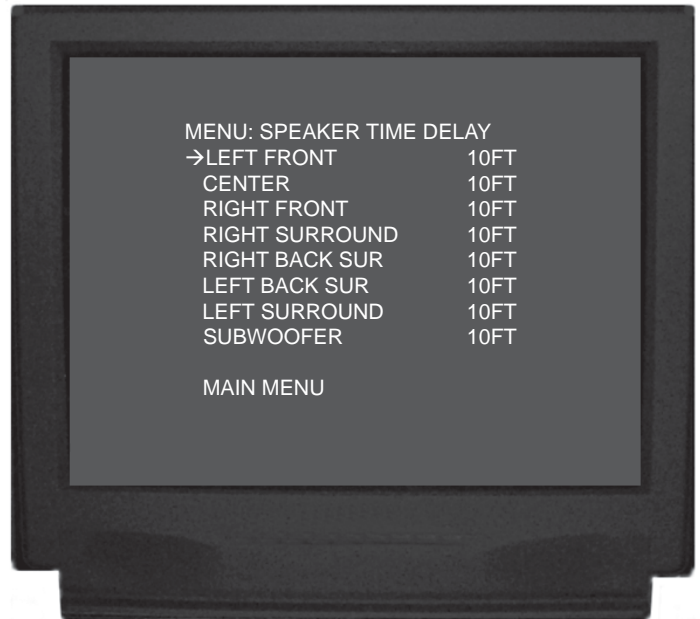 MENU: SPEAKER TIME DELAY
→LEFT FRONT 10FT
CENTER 10FT
RIGHT FRONT 10FT
RIGHT SURROUND 10FT
RIGHT BACK SUR 10FT
LEFT BACK SUR 10FT
LEFT SURROUND 10FT
SUBWOOFER 10FT
MAIN MENU